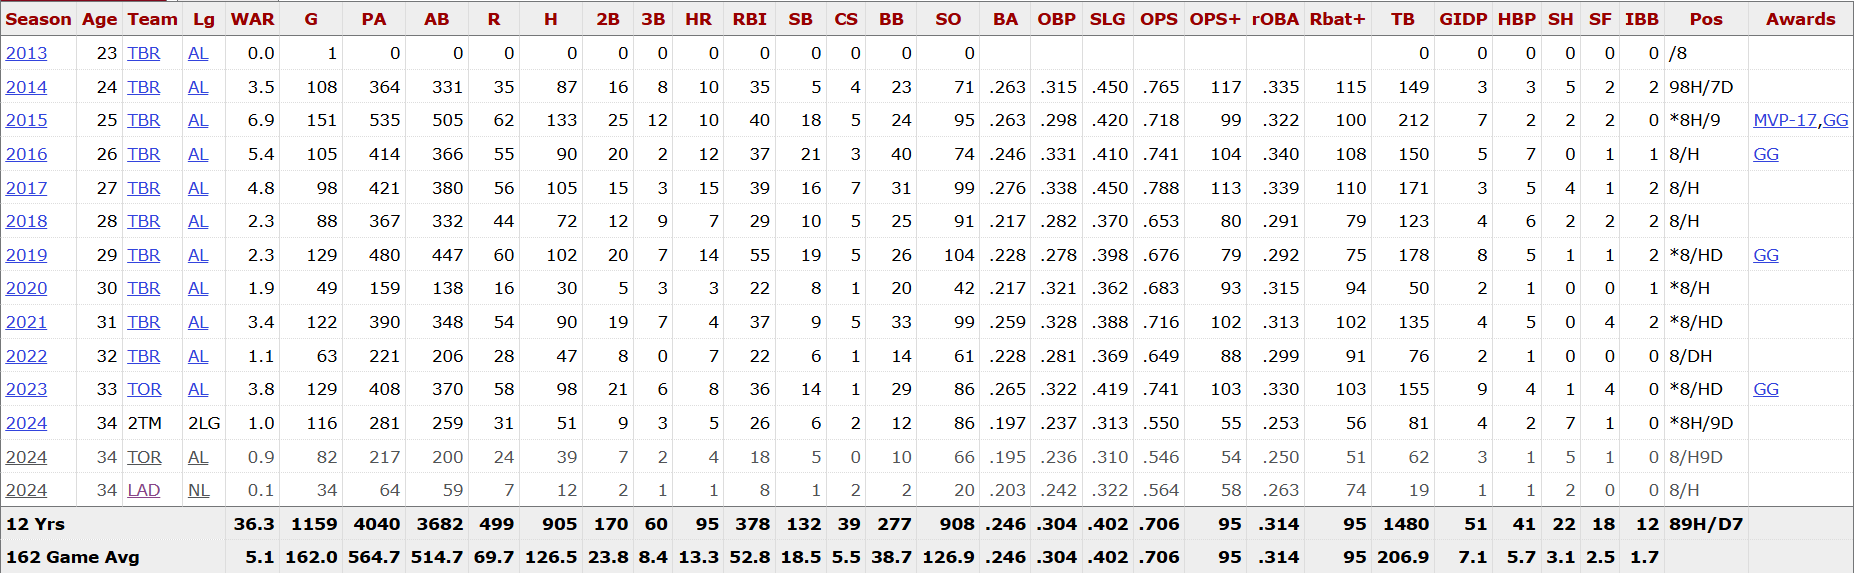 Season Age Team Lg WAR G PA AB R H 2B 3B HR RBI SB CS BB SO BA OBP SLG OPS OPS+ rOBA Rbat+ TB GIDP HBP SH SF IBB Pos Awards
2013 23 TBR AL 0.0 1 0 0 0 0 0 0 0 0 0 0 0 0 0 0 0 0 0 0 /8
2014 24 TBR AL 3.5 108 364 331 35 87 16 8 10 35 5 4 23 71 .263 .315 .450 .765 117 .335 115 149 3 3 5 2 2 98H/7D
2015 25 TBR AL 6.9 151 535 505 62 133 25 12 10 40 18 5 24 95 .263 .298 .420 .718 99 .322 100 212 7 2 2 2 0 *8H/9 MVP-17,GG
2016 26 TBR AL 5.4 105 414 366 55 90 20 2 12 37 21 3 40 74 .246 .331 .410 .741 104 .340 108 150 5 7 0 1 1 8/H GG
2017 27 TBR AL 4.8 98 421 380 56 105 15 3 15 39 16 7 31 99 .276 .338 .450 .788 113 .339 110 171 3 5 4 1 2 8/H
2018 28 TBR AL 2.3 88 367 332 44 72 12 9 7 29 10 5 25 91 .217 .282 .370 .653 80 .291 79 123 4 6 2 2 2 8/H
2019 29 TBR AL 2.3 129 480 447 60 102 20 7 14 55 19 5 26 104 .228 .278 .398 .676 79 .292 75 178 8 5 1 1 2 *8/HD GG
2020 30 TBR AL 1.9 49 159 138 16 30 5 3 3 22 8 1 20 42 .217 .321 .362 .683 93 .315 94 50 2 1 0 0 1 *8/H
2021 31 TBR AL 3.4 122 390 348 54 90 19 7 4 37 9 5 33 99 .259 .328 .388 .716 102 .313 102 135 4 5 0 4 2 *8/HD
2022 32 TBR AL 1.1 63 221 206 28 47 8 0 7 22 6 1 14 61 .228 .281 .369 .649 88 .299 91 76 2 1 0 0 0 8/DH
2023 33 TOR AL 3.8 129 408 370 58 98 21 6 8 36 14 1 29 86 .265 .322 .419 .741 103 .330 103 155 9 4 1 4 0 *8/HD GG
2024 34 2TM 2LG 1.0 116 281 259 31 51 9 3 5 26 6 2 12 86 .197 .237 .313 .550 55 .253 56 81 4 2 7 1 0 *8H/9D
2024 34 TOR AL 0.9 82 217 200 24 39 7 2 4 18 5 0 10 66 .195 .236 .310 .546 54 .250 51 62 3 1 5 1 0 8/H9D
2024 34 LAD NL 0.1 34 64 59 7 12 2 1 1 8 1 2 2 20 .203 .242 .322 .564 58 .263 74 19 1 1 2 0 0 8/H
12 Yrs 36.3 1159 4040 3682 499 905 170 60 95 378 132 39 277 908 .246 .304 .402 .706 95 .314 95 1480 51 41 22 18 12 89H/D7
162 Game Avg 5.1 162.0 564.7 514.7 69.7 126.5 23.8 8.4 13.3 52.8 18.5 5.5 38.7 126.9 .246 .304 .402 .706 95 .314 95 206.9 7.1 5.7 3.1 2.5 1.7